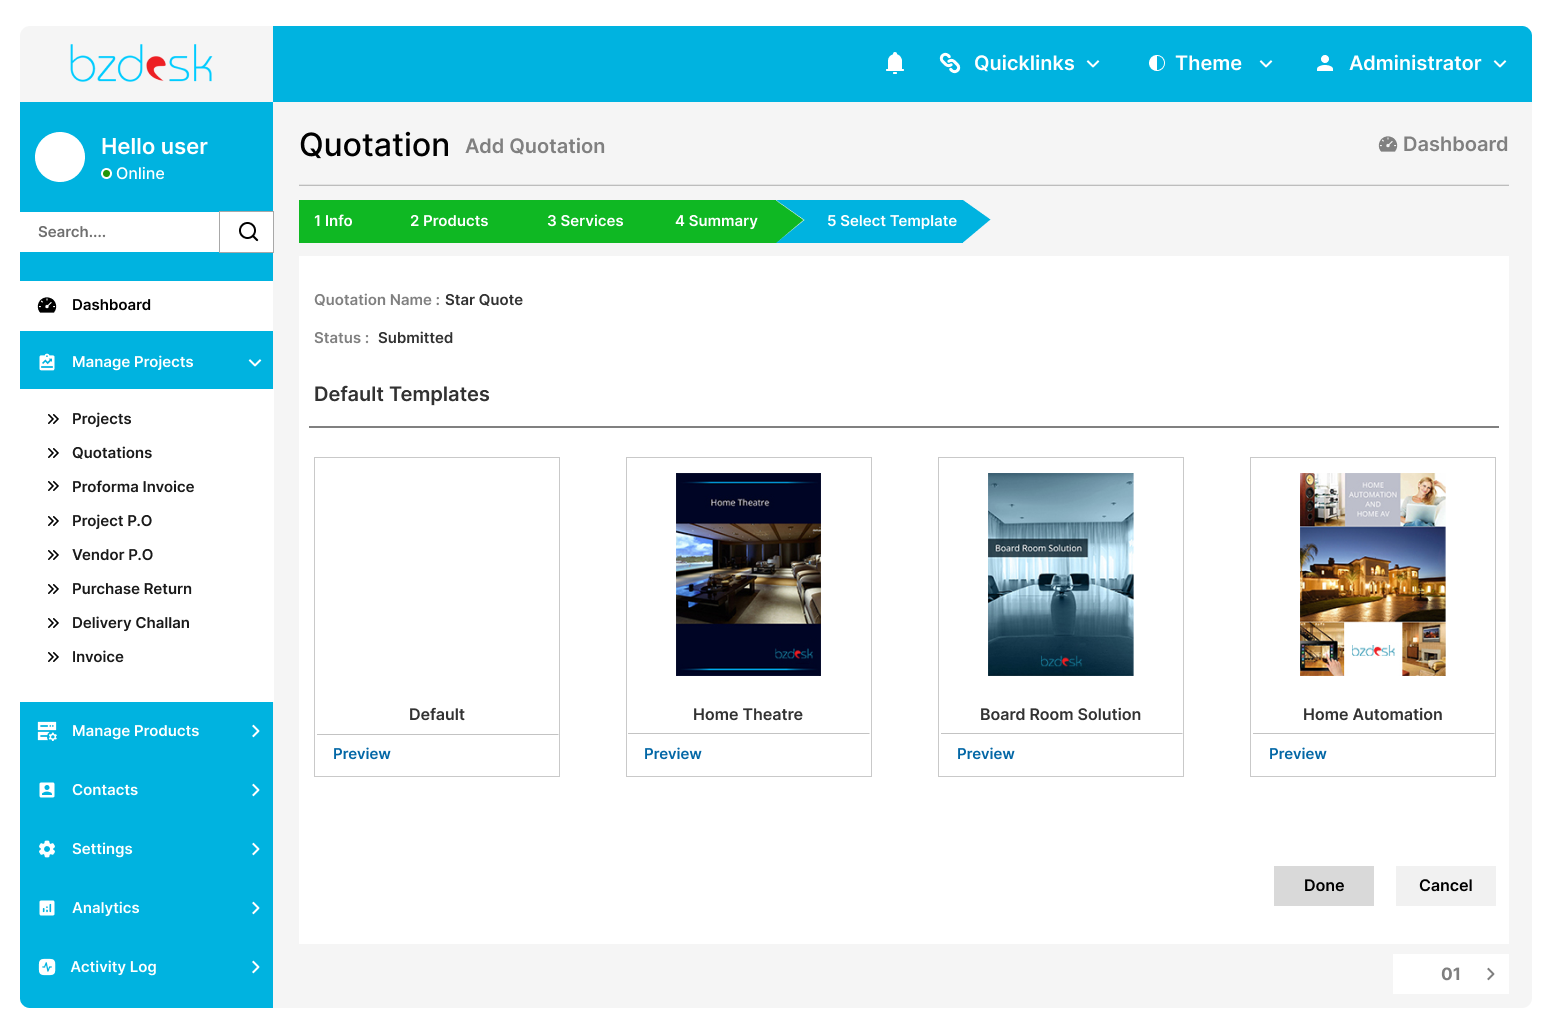 bzdesk
Quicklinks
Theme
Administrator
Hello user
Online
Search....
Dashboard
Manage Projects
Projects
Quotations
Proforma Invoice
Project P.O
Vendor P.O
Purchase Return
Delivery Challan
Invoice
Manage Products
Contacts
Settings
Analytics
Activity Log
Quotation Add Quotation
Dashboard
1 Info 2 Products 3 Services 4 Summary 5 Select Template
Quotation Name : Star Quote
Status : Submitted
Default Templates
Default
Preview
Home Theatre
bzdesk
Home Theatre
Preview
Board Room Solution
bzdesk
Board Room Solution
Preview
HOME
AUTOMATION
AND
HOME AV
bzdesk
Home Automation
Preview
Done
Cancel
01